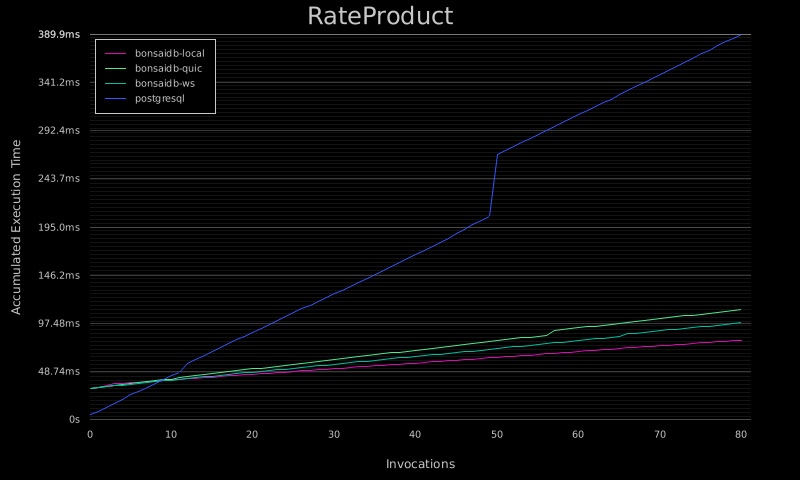 RateProduct
389.9ms
341.2ms
292.4ms
243.7ms
195.0ms
146.2ms
97.48ms
48.74ms
0s
Accumulated Execution Time
bonsaidb-local
bonsaidb-quic
bonsaidb-ws
postgresql
0 10 20 30 40 50 60 70 80
Invocations